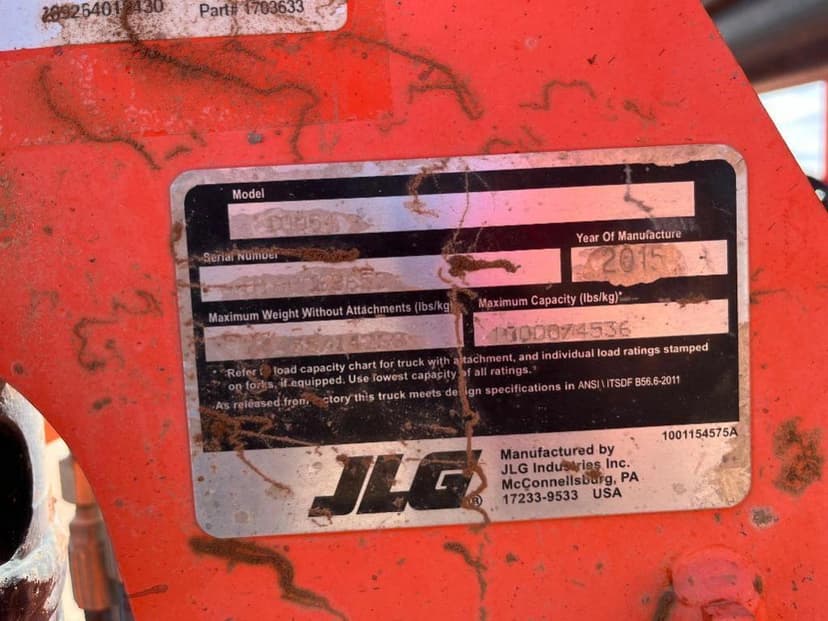 Part# 1703633
Model
Serial Number
Year Of Manufacture
2015
Maximum Weight Without Attachments (lbs/kg)
Maximum Capacity (lbs/kg)*
10000/4536
*Refer load capacity chart for truck with attachment, and individual load ratings stamped
on forks, if equipped. Use lowest capacity of all ratings.*
As released from factory this truck meets design specifications in ANSI \ ITSDF B56.6-2011
1001154575A
JLG®
Manufactured by
JLG Industries Inc.
McConnellsburg, PA
17233-9533 USA